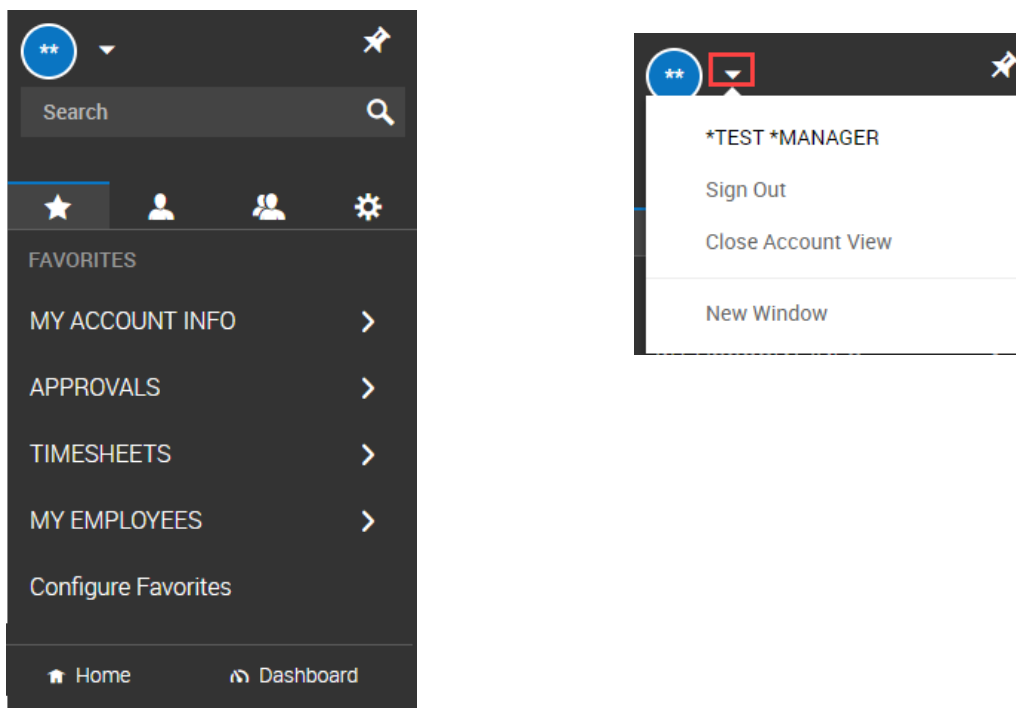 **
Search
FAVORITES
MY ACCOUNT INFO
APPROVALS
TIMESHEETS
MY EMPLOYEES
Configure Favorites
Home
Dashboard
**
*TEST *MANAGER
Sign Out
Close Account View
New Window